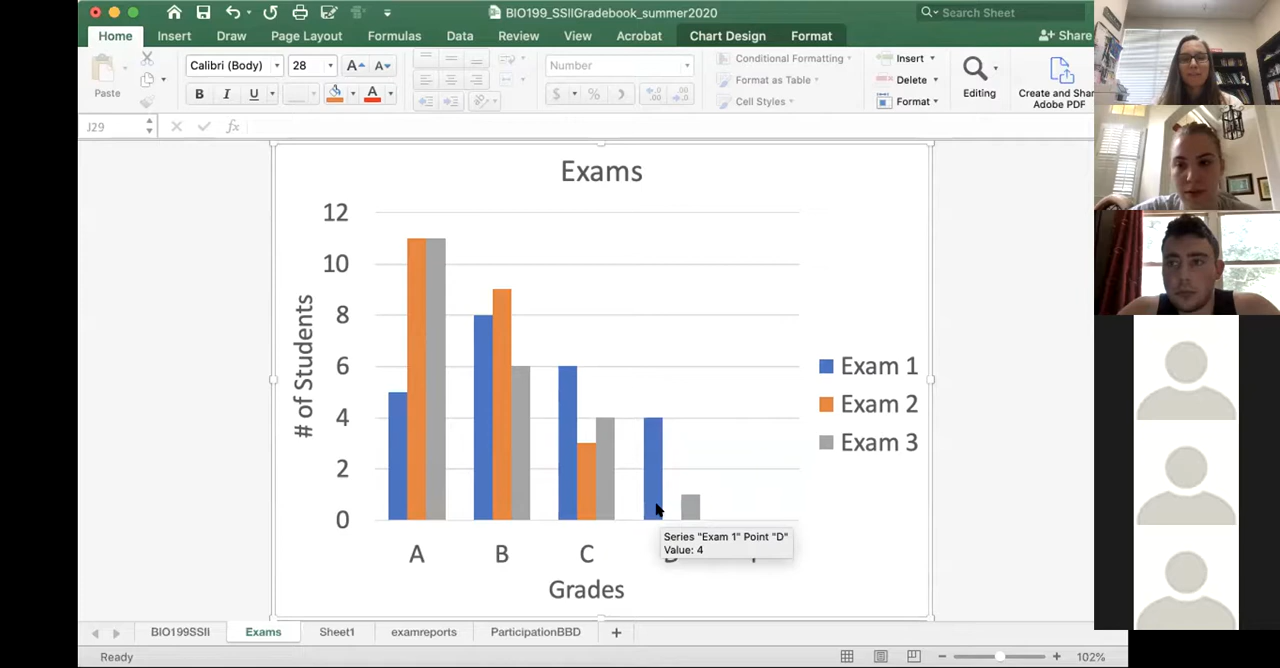 BIO199_SSIIGradebook_summer2020
Search Sheet
Home Insert Draw Page Layout Formulas Data Review View Acrobat Chart Design Format Share
Paste
Calibri (Body) 28
A A
B I U A
Number
$ % )
Conditional Formatting
Format as Table
Cell Styles
Insert
Delete
Format
Editing
Create and Shar
Adobe PDF
J29 fx
Exams
12
10
8
6
4
2
0
# of Students
A B C
Grades
Exam 1
Exam 2
Exam 3
Series "Exam 1" Point "D"
Value: 4
BIO199SSII Exams Sheet1 examreports ParticipationBBD +
Ready
102%